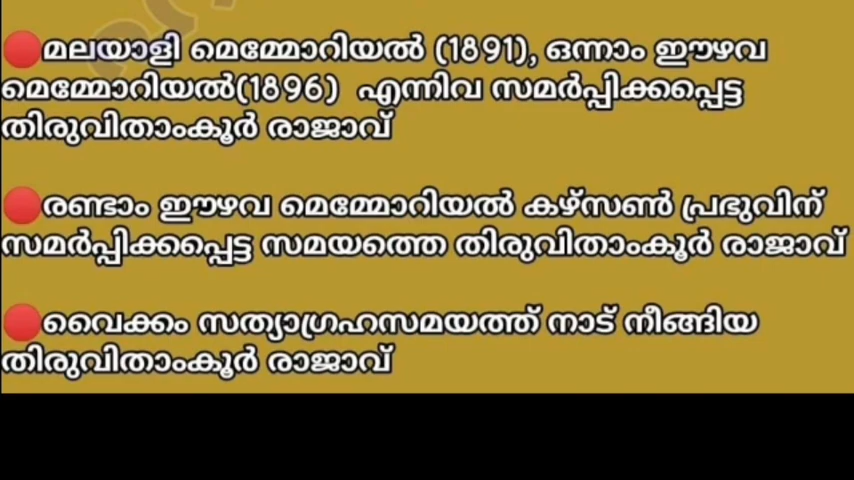 മലയാളി മെമ്മോറിയൽ (1891), ഒന്നാം ഈഴവ
മെമ്മോറിയൽ(1896) എന്നിവ സമർപ്പിക്കപ്പെട്ട
തിരുവിതാംകൂർ രാജാവ്
രണ്ടാം ഈഴവ മെമ്മോറിയൽ കഴ്സൺ പ്രഭുവിന്
സമർപ്പിക്കപ്പെട്ട സമയത്തെ തിരുവിതാംകൂർ രാജാവ്
വൈക്കം സത്യാഗ്രഹസമയത്ത് നാട് നീങ്ങിയ
തിരുവിതാംകൂർ രാജാവ്